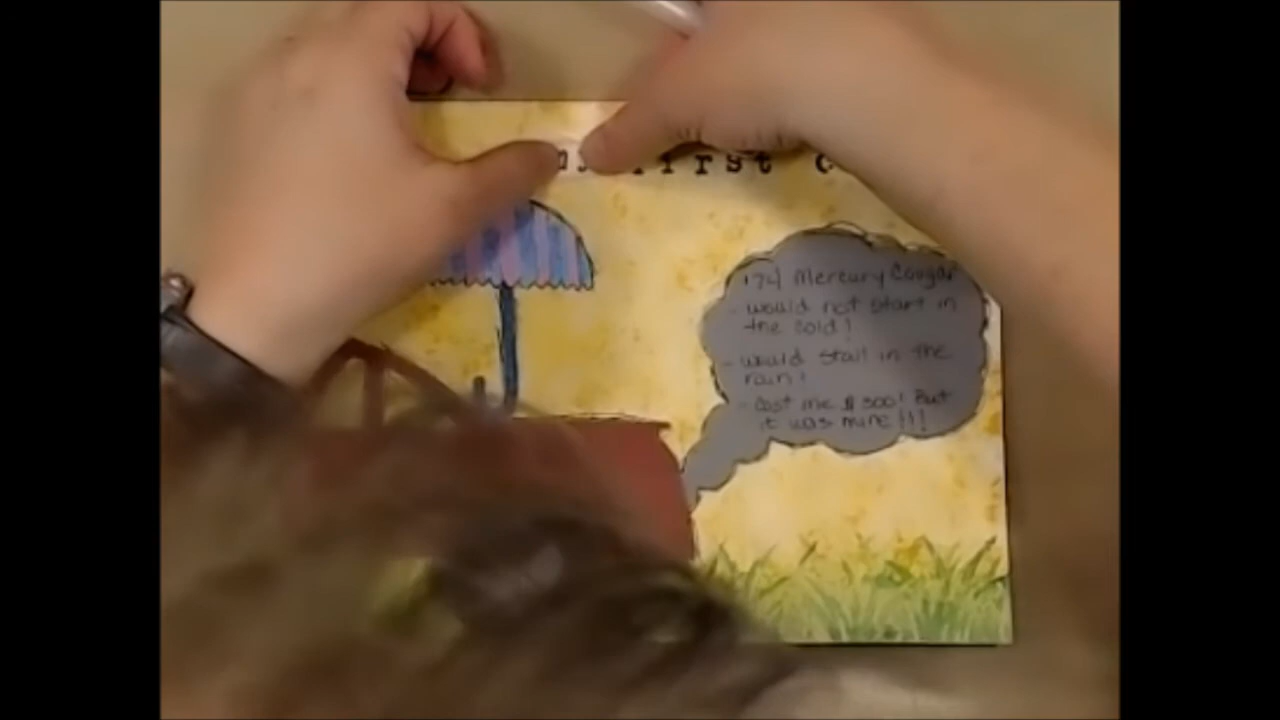 first
'74 Mercury Cougar
- would not start in
the cold!
- would stall in the
rain!
- Cost me $300! But
it was mine!!!